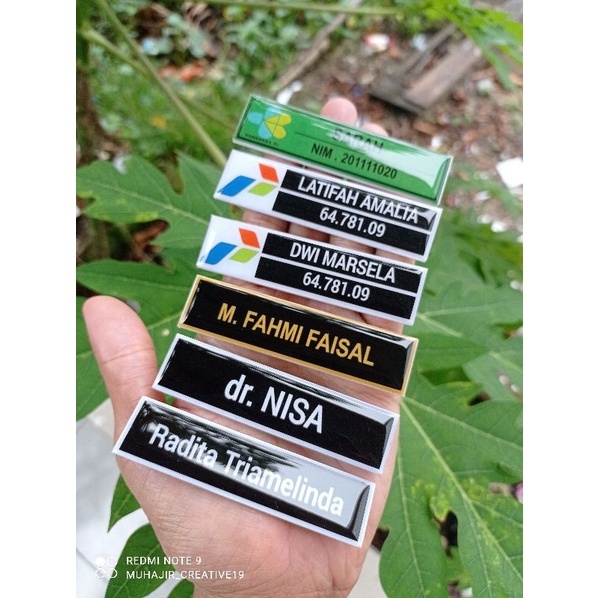 SARAH
NIM . 201111020
LATIFAH AMALIA
64.781.09
DWI MARSELA
64.781.09
M. FAHMI FAISAL
dr. NISA
Radita Triamelinda
REDMI NOTE 9
MUHAJIR_CREATIVE19